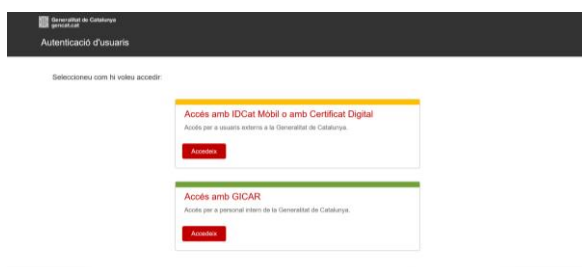 Generalitat de Catalunya
gencat.cat
Autenticació d'usuaris
Seleccioneu com hi voleu accedir:
Accés amb IDCat Mòbil o amb Certificat Digital
Accés per a usuaris externs a la Generalitat de Catalunya.
Accedeix
Accés amb GICAR
Accés per a personal intern de la Generalitat de Catalunya.
Accedeix